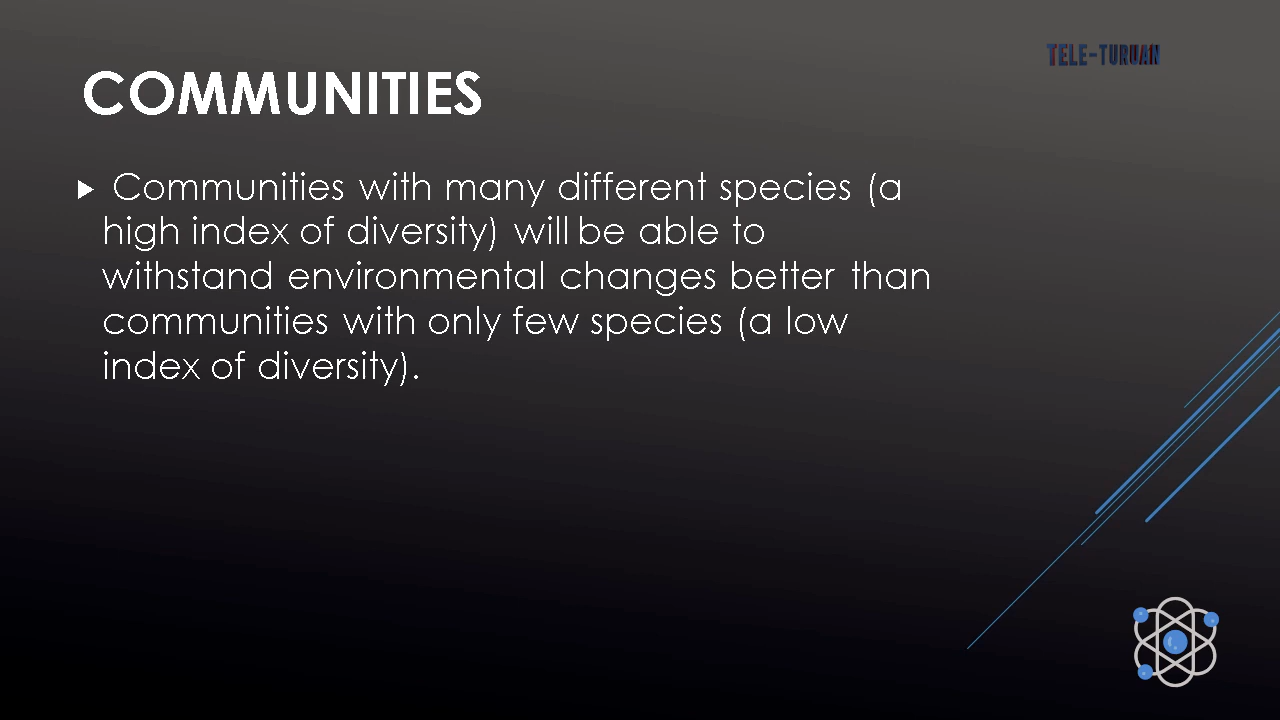 TELE-TURUAN
COMMUNITIES
Communities with many different species (a
high index of diversity) will be able to
withstand environmental changes better than
communities with only few species (a low
index of diversity).